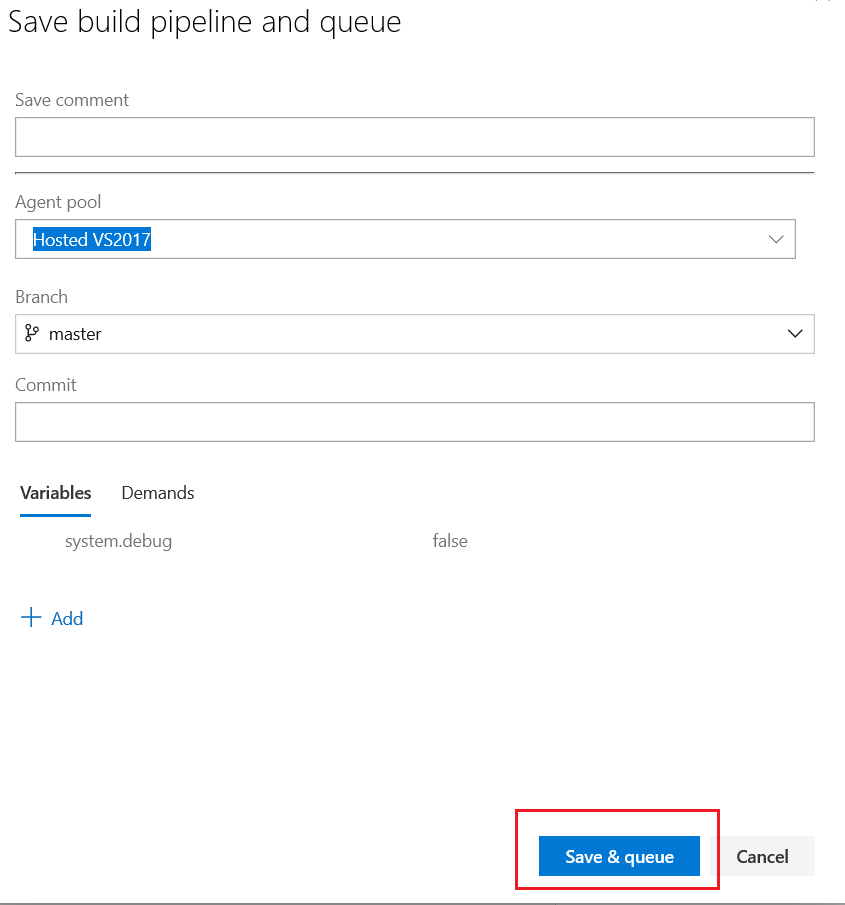 Save build pipeline and queue
Save comment
Agent pool
Hosted VS2017
Branch
master
Commit
Variables Demands
system.debug false
+ Add
Save & queue Cancel